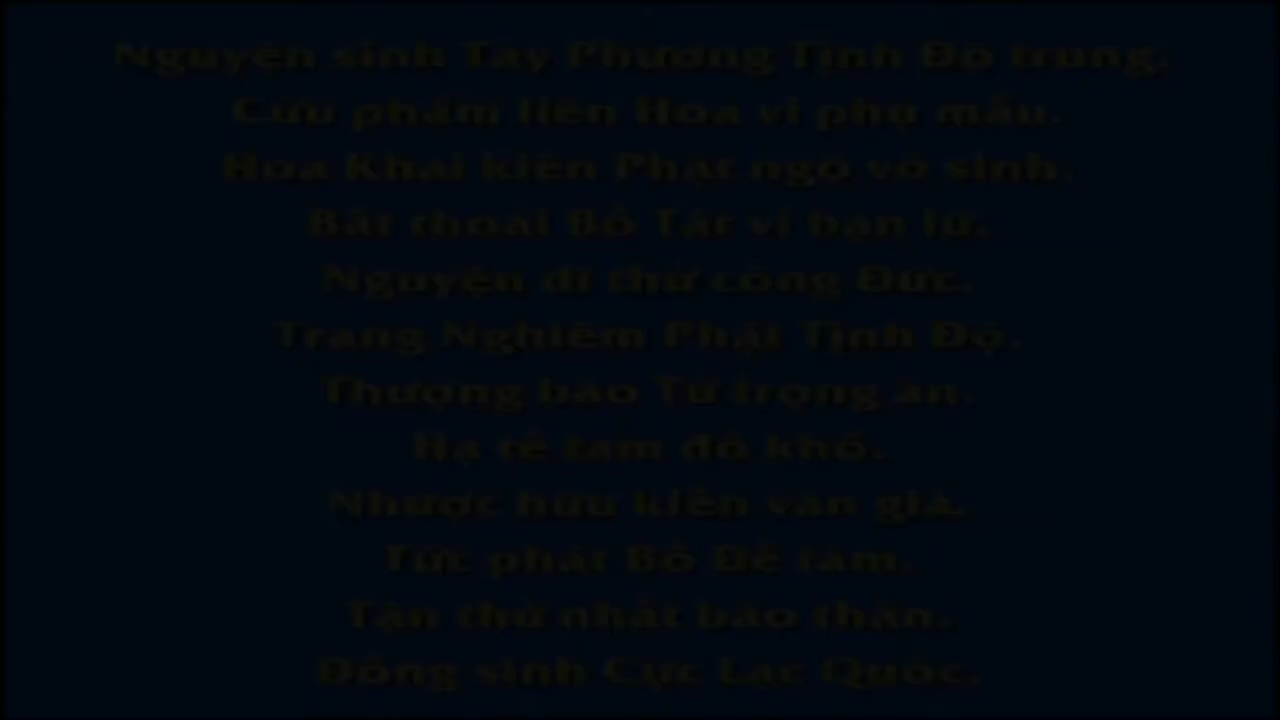 Nguyện sinh Tây Phương Tịnh Độ trung.
Cửu phẩm liên Hoa vi phụ mẫu.
Hoa Khai kiến Phật ngộ vô sinh.
Bất thoái Bồ Tát vi bạn lữ.
Nguyện dĩ thử công Đức.
Trang Nghiêm Phật Tịnh Độ.
Thượng báo Tứ trọng ân.
Hạ tế tam đồ khổ.
Nhược hữu kiến văn giả.
Tức phát Bồ Đề tâm.
Tận thử nhất báo thân.
Đồng sinh Cực Lạc Quốc.